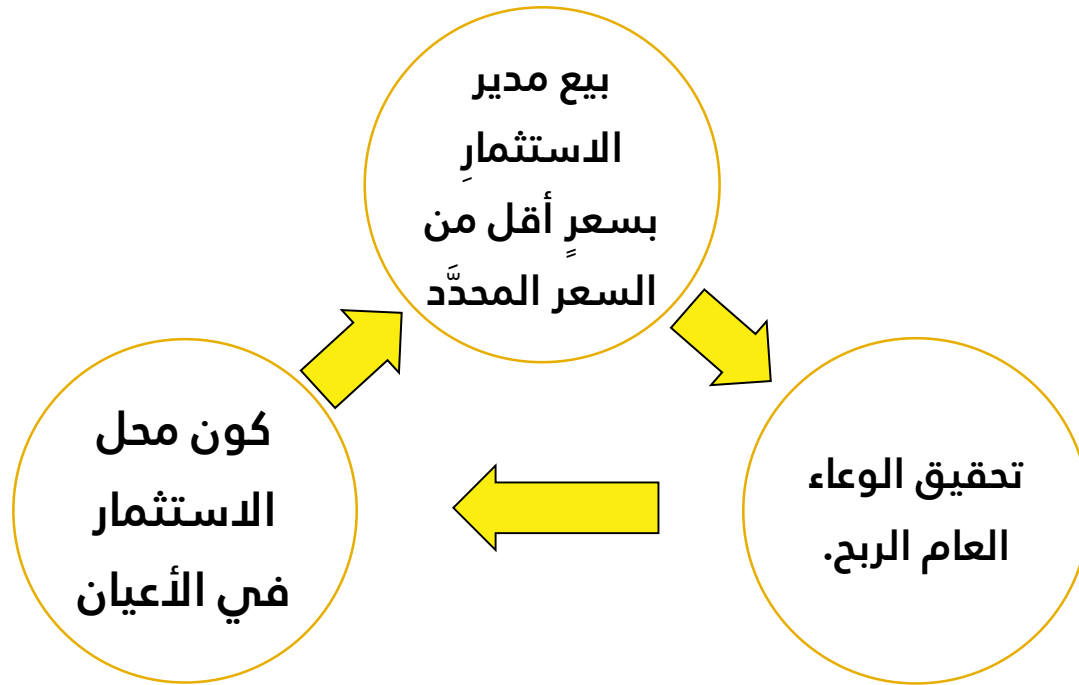 بيع مدير
الاستثمارِ
بسعرٍ أقل من
السعر المحدَّد
تحقيق الوعاء
العام الربح.
كون محل
الاستثمار
في الأعيان